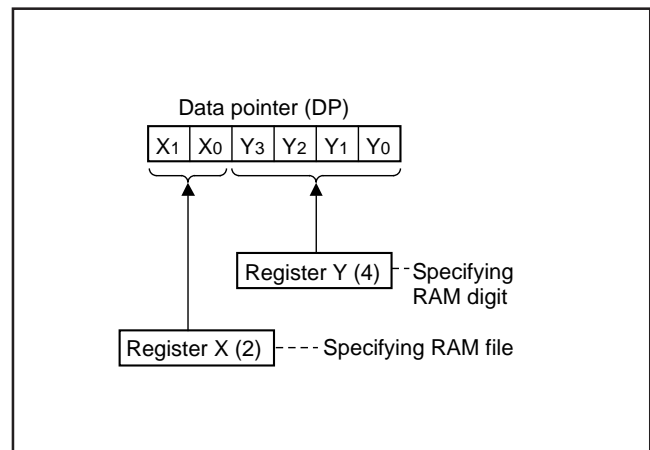 Data pointer (DP)
X1 X0 Y3 Y2 Y1 Y0
Register Y (4)
Specifying
RAM digit
Register X (2)
Specifying RAM file